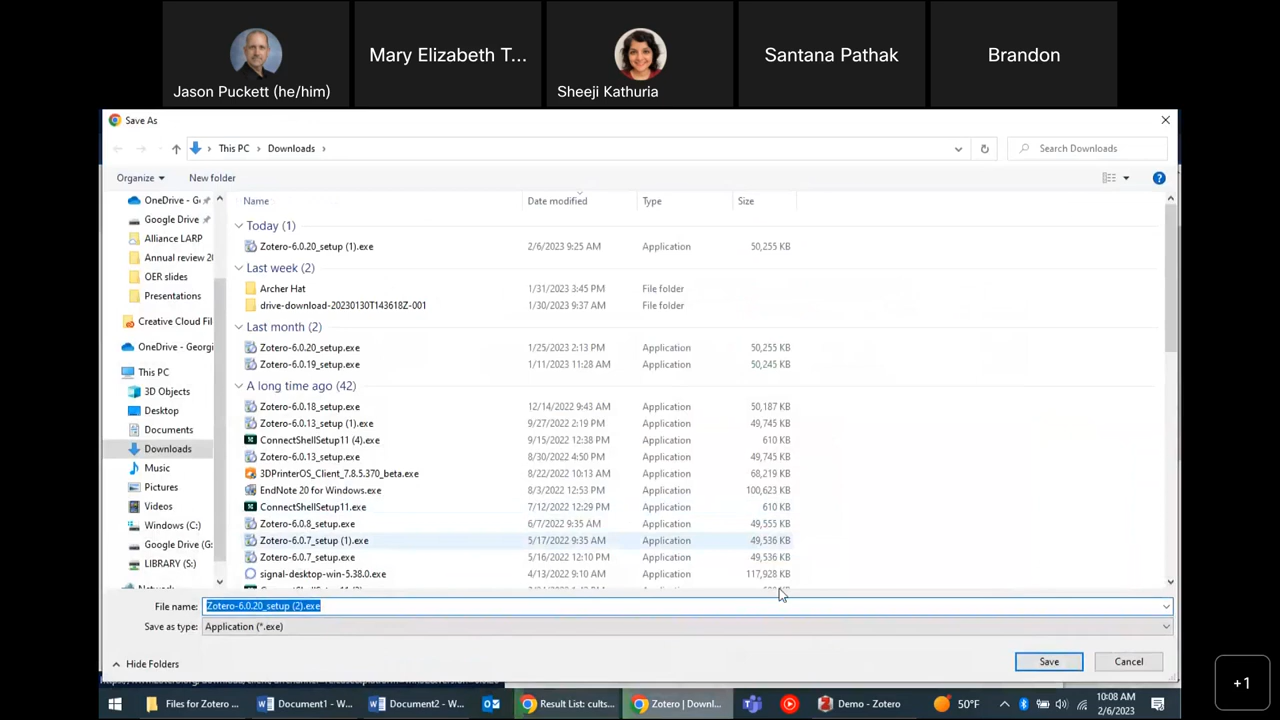 Jason Puckett (he/him)
Mary Elizabeth T...
Sheeji Kathuria
Santana Pathak
Brandon
Save As
This PC > Downloads >
Search Downloads
Organize
New folder
OneDrive - G
Google Drive
Alliance LARP
Annual review 20
OER slides
Presentations
Creative Cloud Fil
OneDrive - Georgi
This PC
3D Objects
Desktop
Documents
Downloads
Music
Pictures
Videos
Windows (C:)
Google Drive (G:
LIBRARY (S:)
Name Date modified Type Size
Today (1)
Zotero-6.0.20_setup (1).exe 2/6/2023 9:25 AM Application 50,255 KB
Last week (2)
Archer Hat 1/31/2023 3:45 PM File folder
drive-download-20230130T143618Z-001 1/30/2023 9:37 AM File folder
Last month (2)
Zotero-6.0.20_setup.exe 1/25/2023 2:13 PM Application 50,255 KB
Zotero-6.0.19_setup.exe 1/11/2023 11:28 AM Application 50,245 KB
A long time ago (42)
Zotero-6.0.18_setup.exe 12/14/2022 9:43 AM Application 50,187 KB
Zotero-6.0.13_setup (1).exe 9/27/2022 2:19 PM Application 49,745 KB
ConnectShellSetup11 (4).exe 9/15/2022 12:38 PM Application 610 KB
Zotero-6.0.13_setup.exe 8/30/2022 4:50 PM Application 49,745 KB
3DPrinterOS_Client_7.8.5.370_beta.exe 8/22/2022 10:13 AM Application 68,219 KB
EndNote 20 for Windows.exe 8/3/2022 12:53 PM Application 100,623 KB
ConnectShellSetup11.exe 7/12/2022 12:29 PM Application 610 KB
Zotero-6.0.8_setup.exe 6/7/2022 9:35 AM Application 49,555 KB
Zotero-6.0.7_setup (1).exe 5/17/2022 9:35 AM Application 49,536 KB
Zotero-6.0.7_setup.exe 5/16/2022 12:10 PM Application 49,536 KB
signal-desktop-win-5.38.0.exe 4/13/2022 9:10 AM Application 117,928 KB
File name: Zotero-6.0.20_setup (2).exe
Save as type: Application (*.exe)
Hide Folders
Save
Cancel
+1
Files for Zotero ...
Document1 - W...
Document2 - W...
Result List: cults...
Zotero | Downl...
Demo - Zotero
50°F
10:08 AM
2/6/2023